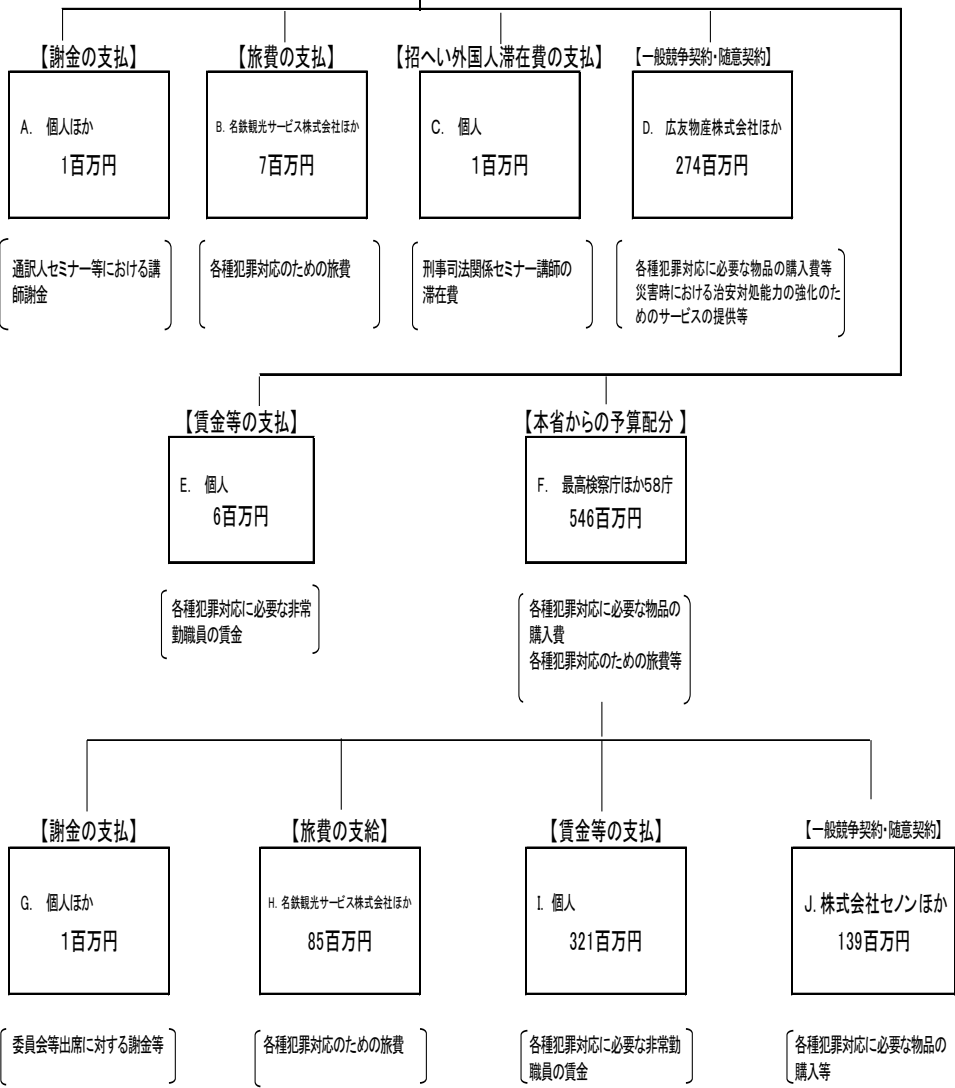 【謝金の支払】
【旅費の支払】
【招へい外国人滞在費の支払】
【一般競争契約・随意契約】
A. 個人ほか
1百万円
B. 名鉄観光サービス株式会社ほか
7百万円
C. 個人
1百万円
D. 広友物産株式会社ほか
274百万円
通訳人セミナー等における講
師謝金
各種犯罪対応のための旅費
刑事司法関係セミナー講師の
滞在費
各種犯罪対応に必要な物品の購入費等
災害時における治安対処能力の強化のた
めのサービスの提供等
【賃金等の支払】
【本省からの予算配分 】
E. 個人
6百万円
F. 最高検察庁ほか58庁
546百万円
各種犯罪対応に必要な非常
勤職員の賃金
各種犯罪対応に必要な物品の
購入費
各種犯罪対応のための旅費等
【謝金の支払】
【旅費の支給】
【賃金等の支払】
【一般競争契約・随意契約】
G. 個人ほか
1百万円
H. 名鉄観光サービス株式会社ほか
85百万円
I. 個人
321百万円
J. 株式会社セノンほか
139百万円
委員会等出席に対する謝金等
各種犯罪対応のための旅費
各種犯罪対応に必要な非常勤
職員の賃金
各種犯罪対応に必要な物品の
購入等